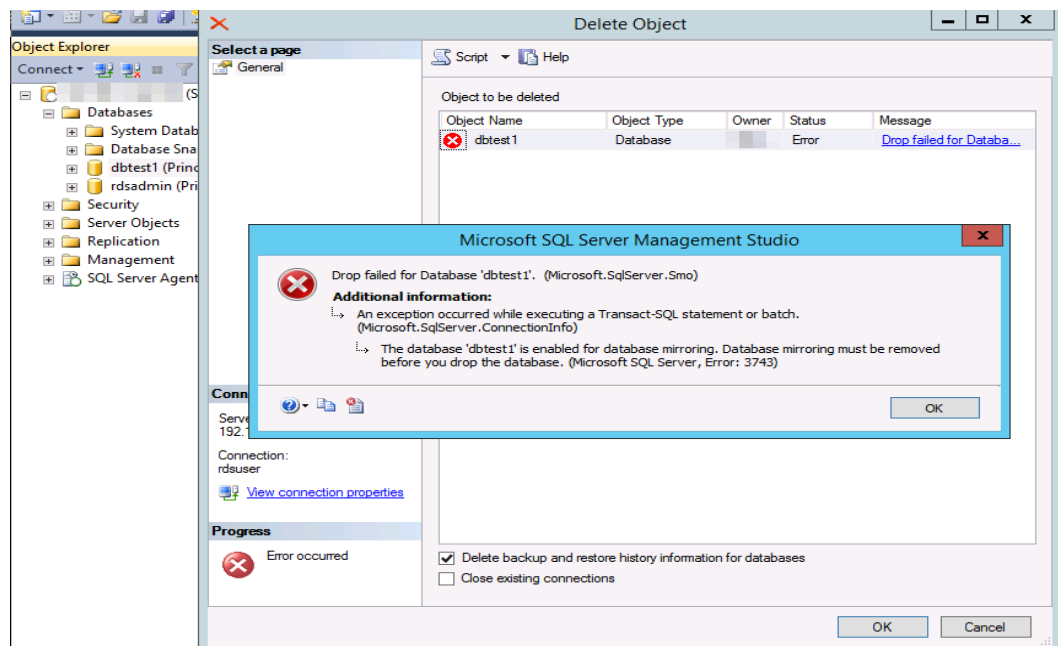 Delete Object
Object Explorer
Connect
(S
Databases
System Datab
Database Sna
dbtest1 (Princ
rdsadmin (Pri
Security
Server Objects
Replication
Management
SQL Server Agent
Select a page
General
Script Help
Object to be deleted
Object Name Object Type Owner Status Message
dbtest1 Database Error Drop failed for Databa...
Microsoft SQL Server Management Studio
Drop failed for Database 'dbtest1'. (Microsoft.SqlServer.Smo)
Additional information:
An exception occurred while executing a Transact-SQL statement or batch.
(Microsoft.SqlServer.ConnectionInfo)
The database 'dbtest1' is enabled for database mirroring. Database mirroring must be removed
before you drop the database. (Microsoft SQL Server, Error: 3743)
OK
Conn
Serve
192.
Connection:
rdsuser
View connection properties
Progress
Error occurred
Delete backup and restore history information for databases
Close existing connections
OK Cancel